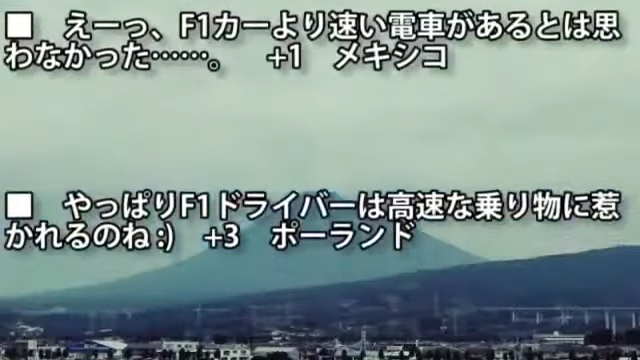 ■　えーっ、F1カーより速い電車があるとは思
わなかった……。　+1　メキシコ
■　やっぱりF1ドライバーは高速な乗り物に惹
かれるのね :)　+3　ポーランド